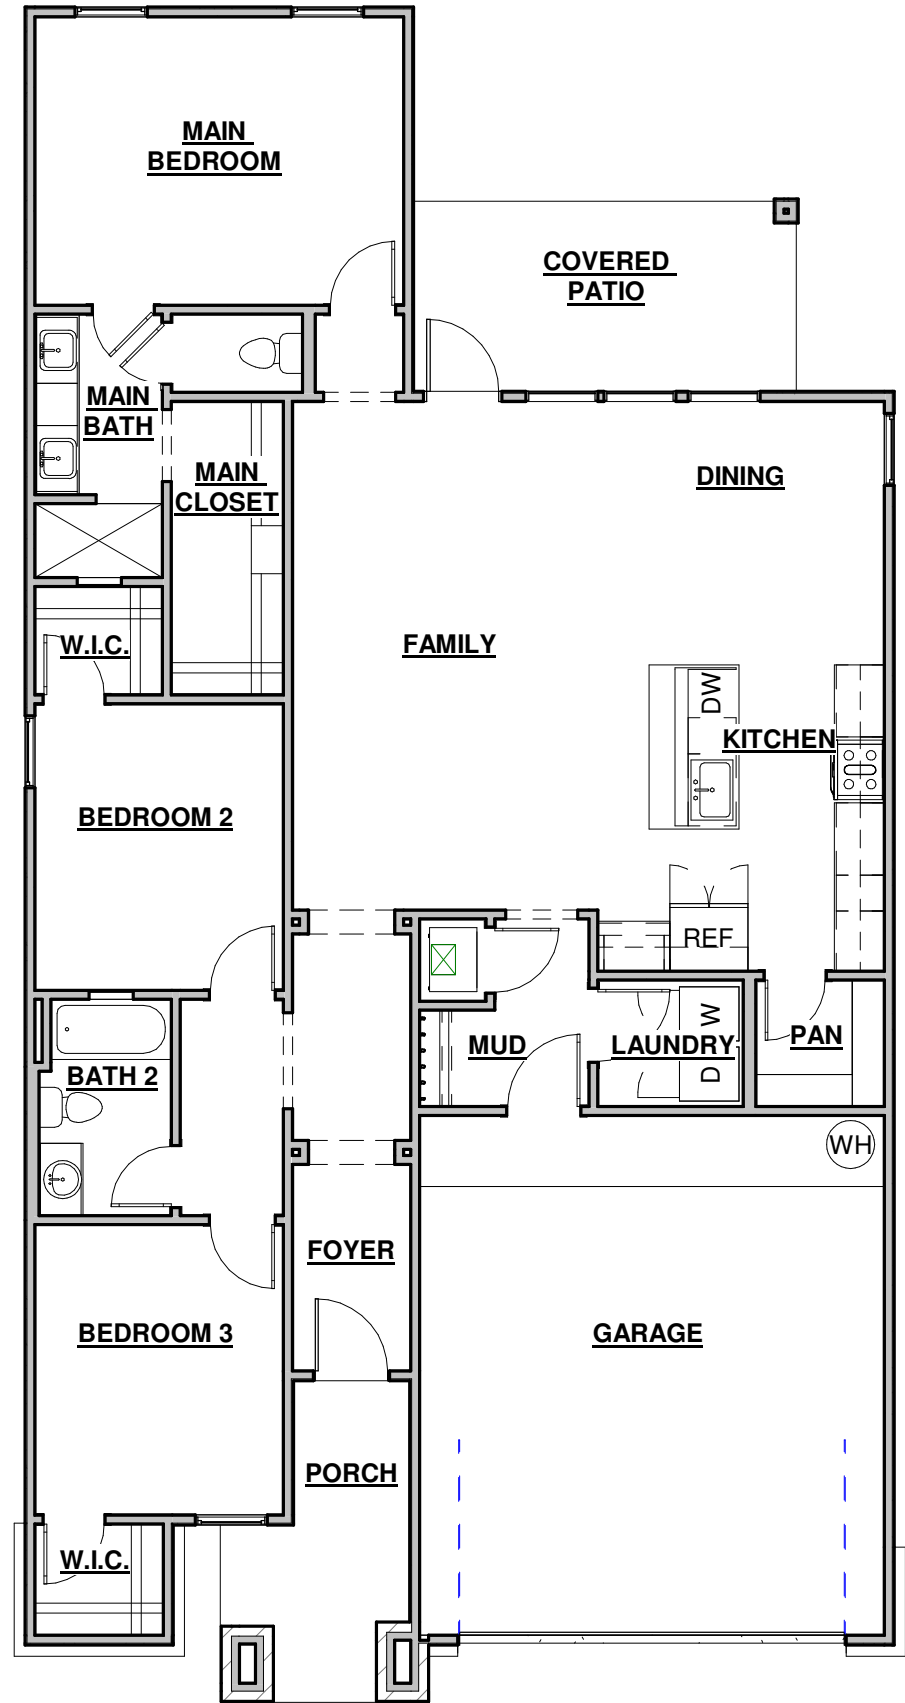 MAIN
BEDROOM
COVERED
PATIO
MAIN
BATH
MAIN
CLOSET
DINING
FAMILY
W.I.C.
DW
KITCHEN
BEDROOM 2
REF
MUD
LAUNDRY
W
D
PAN
BATH 2
WH
FOYER
BEDROOM 3
GARAGE
PORCH
W.I.C.